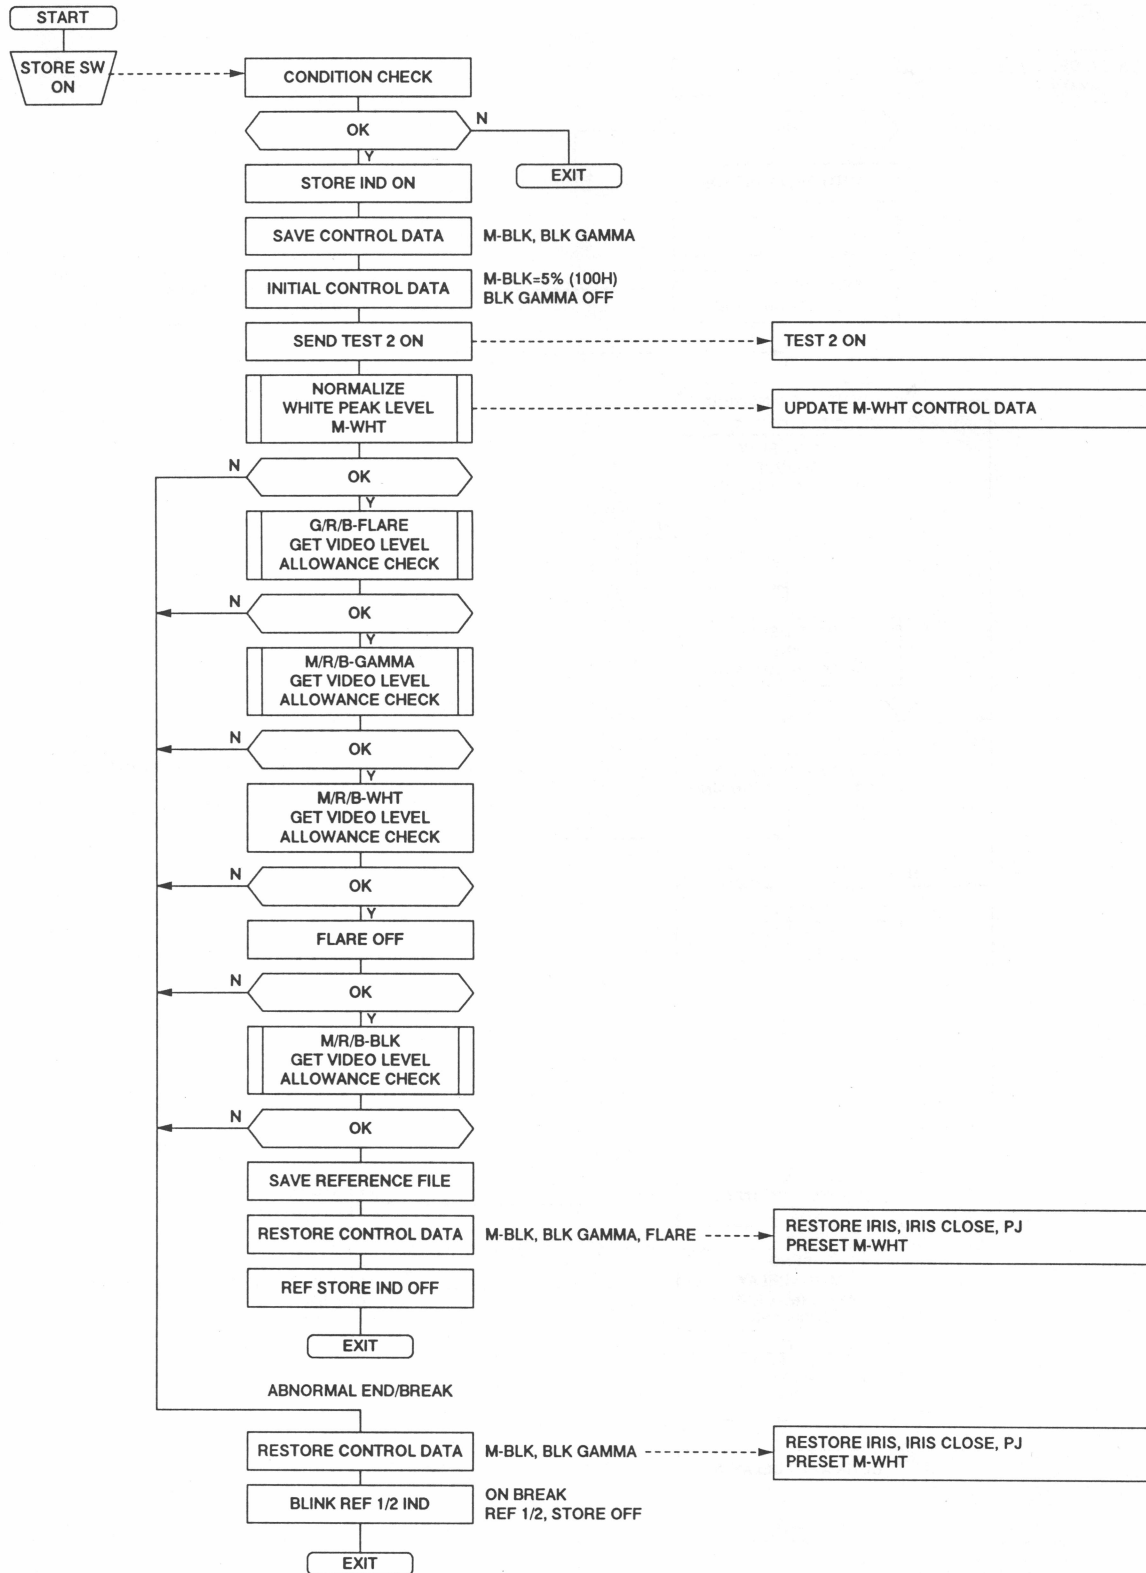 START
STORE SW
ON
CONDITION CHECK
OK
N
Y
EXIT
STORE IND ON
SAVE CONTROL DATA
M-BLK, BLK GAMMA
INITIAL CONTROL DATA
M-BLK=5% (100H)
BLK GAMMA OFF
SEND TEST 2 ON
TEST 2 ON
NORMALIZE
WHITE PEAK LEVEL
M-WHT
UPDATE M-WHT CONTROL DATA
N
OK
Y
G/R/B-FLARE
GET VIDEO LEVEL
ALLOWANCE CHECK
N
OK
Y
M/R/B-GAMMA
GET VIDEO LEVEL
ALLOWANCE CHECK
N
OK
Y
M/R/B-WHT
GET VIDEO LEVEL
ALLOWANCE CHECK
N
OK
Y
FLARE OFF
N
OK
Y
M/R/B-BLK
GET VIDEO LEVEL
ALLOWANCE CHECK
N
OK
SAVE REFERENCE FILE
RESTORE CONTROL DATA
M-BLK, BLK GAMMA, FLARE
RESTORE IRIS, IRIS CLOSE, PJ
PRESET M-WHT
REF STORE IND OFF
EXIT
ABNORMAL END/BREAK
RESTORE CONTROL DATA
M-BLK, BLK GAMMA
RESTORE IRIS, IRIS CLOSE, PJ
PRESET M-WHT
BLINK REF 1/2 IND
ON BREAK
REF 1/2, STORE OFF
EXIT